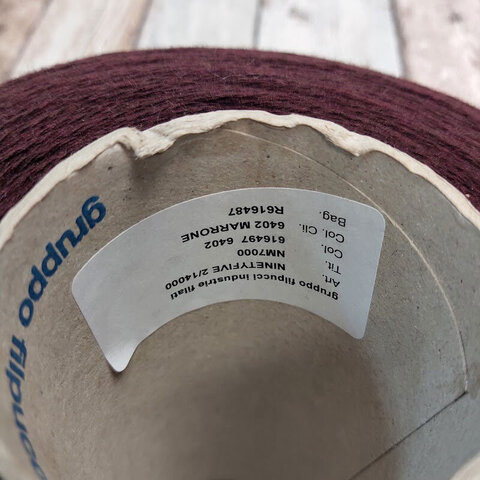 gruppo filpucci industrie filati
Art. NINETYFIVE 2/14000
Tit. NM7000
Col. 616497 6402
Col. Cli. 6402 MARRONE
Bag. R616487
gruppo filpucci